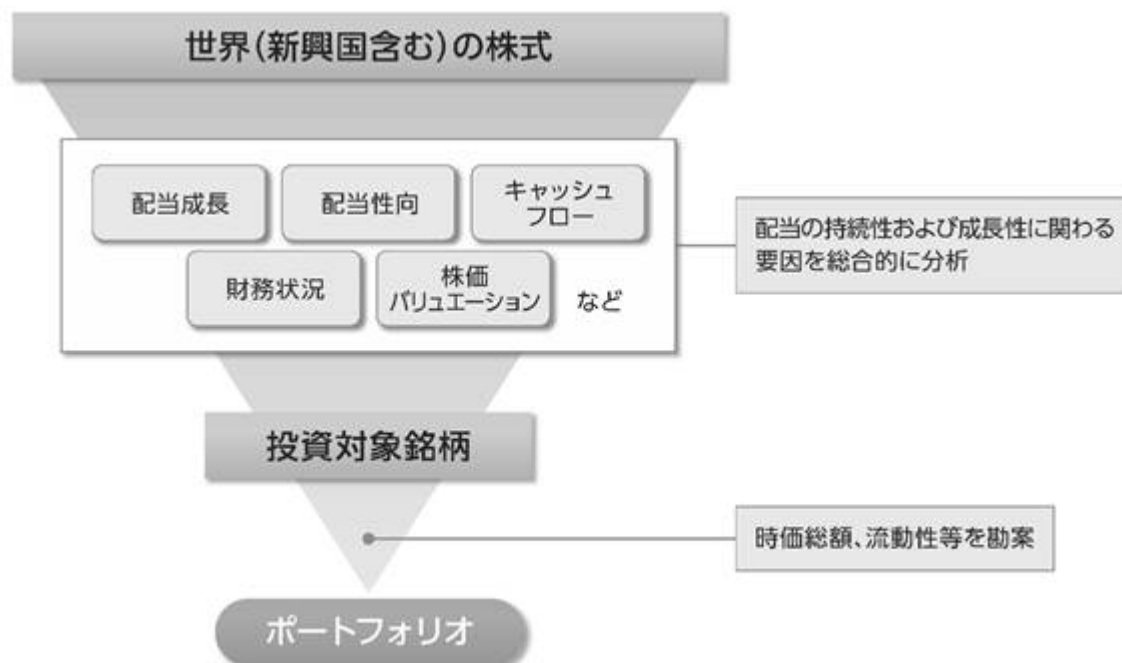 世界(新興国含む)の株式
配当成長
配当性向
キャッシュ
フロー
財務状況
株価
バリュエーション
など
配当の持続性および成長性に関わる
要因を総合的に分析
投資対象銘柄
時価総額、流動性等を勘案
ポートフォリオ